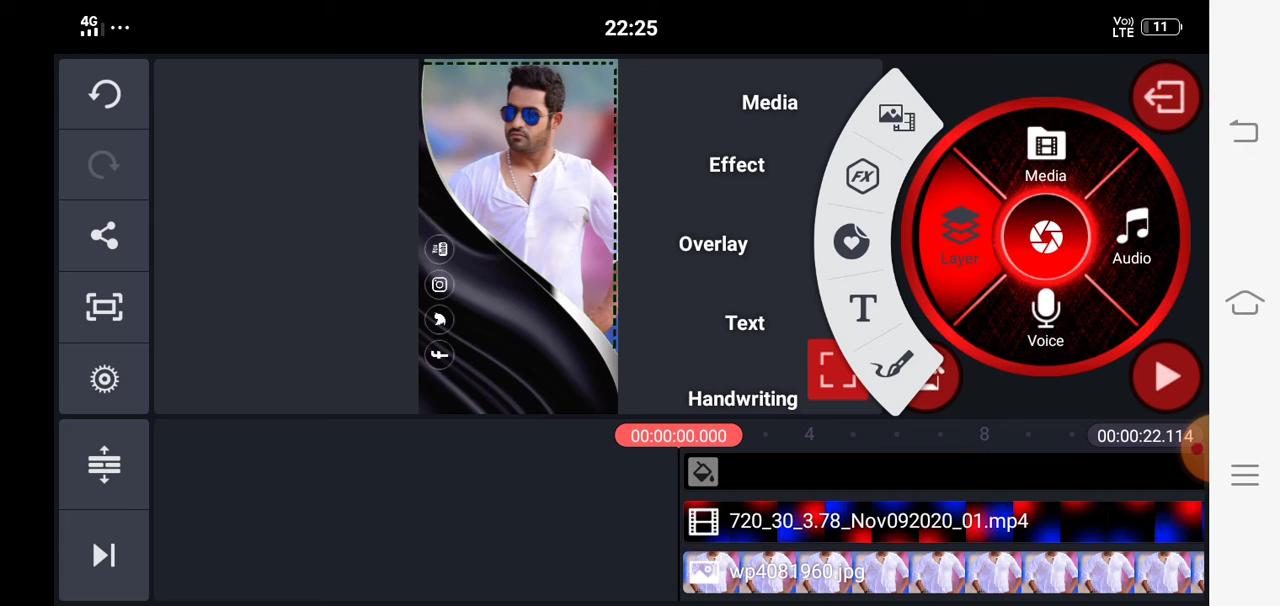 4G
22:25
Vo))
LTE
11
Media
Effect
Overlay
Text
Handwriting
FX
T
Media
Layer
Audio
Voice
00:00:00.000
4
8
00:00:22.114
720_30_3.78_Nov092020_01.mp4
wp4081960.jpg